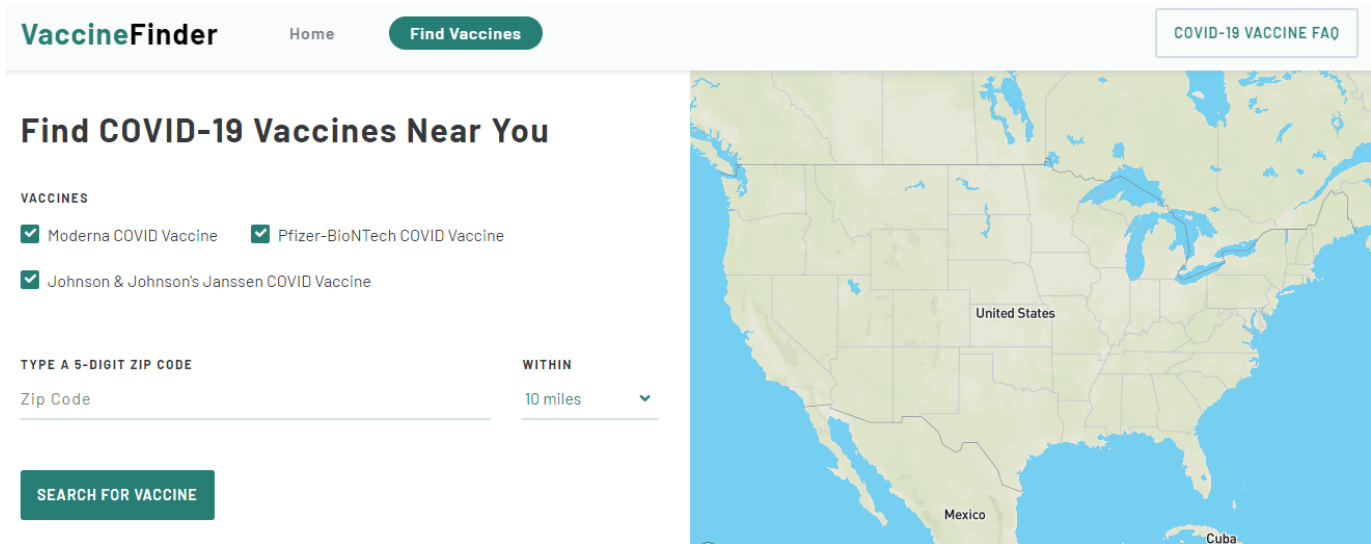 VaccineFinder Home Find Vaccines COVID-19 VACCINE FAQ
Find COVID-19 Vaccines Near You
VACCINES
Moderna COVID Vaccine Pfizer-BioNTech COVID Vaccine
Johnson & Johnson's Janssen COVID Vaccine
TYPE A 5-DIGIT ZIP CODE WITHIN
Zip Code 10 miles
SEARCH FOR VACCINE
United States
Mexico
Cuba